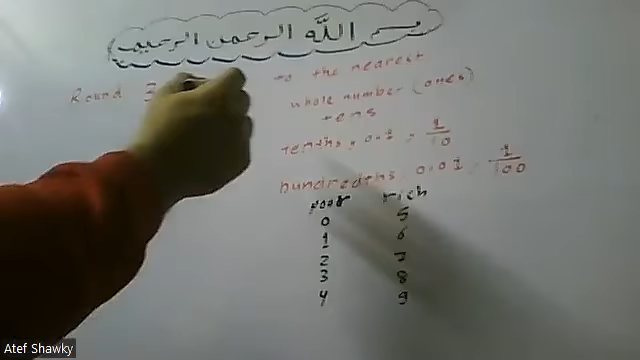 بسم الله الرحمن الرحيم
Round 3 to the nearest
whole number (ones)
tens
tenths, 0.1, 1/10
hundredths 0.01, 1/100
poor rich
0 5
1 6
2 7
3 8
4 9
Atef Shawky